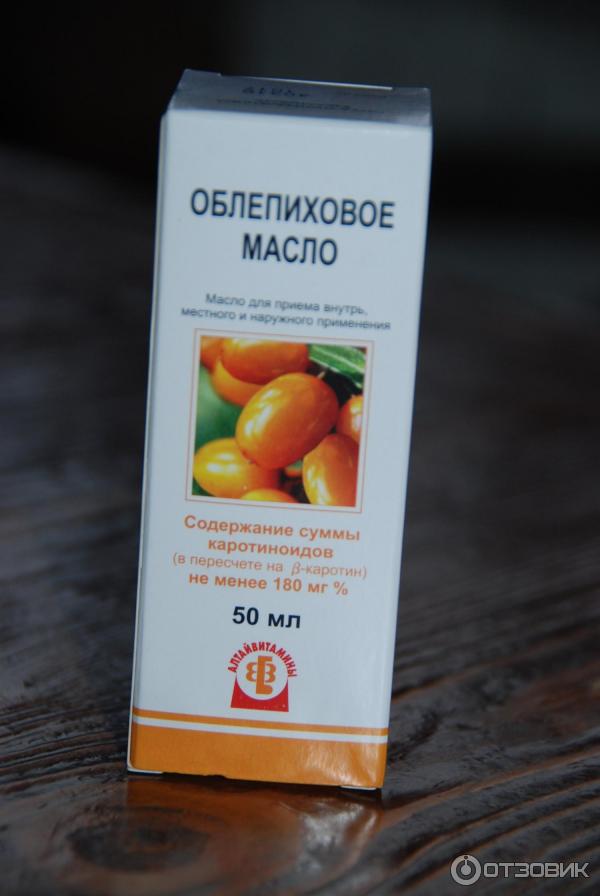 ОБЛЕПИХОВОЕ
МАСЛО
Масло для приема внутрь,
местного и наружного применения
Содержание суммы
каротиноидов
(в пересчете на β-каротин)
не менее 180 мг %
50 мл
АЛТАЙВИТАМИНЫ
ОТЗОВИК